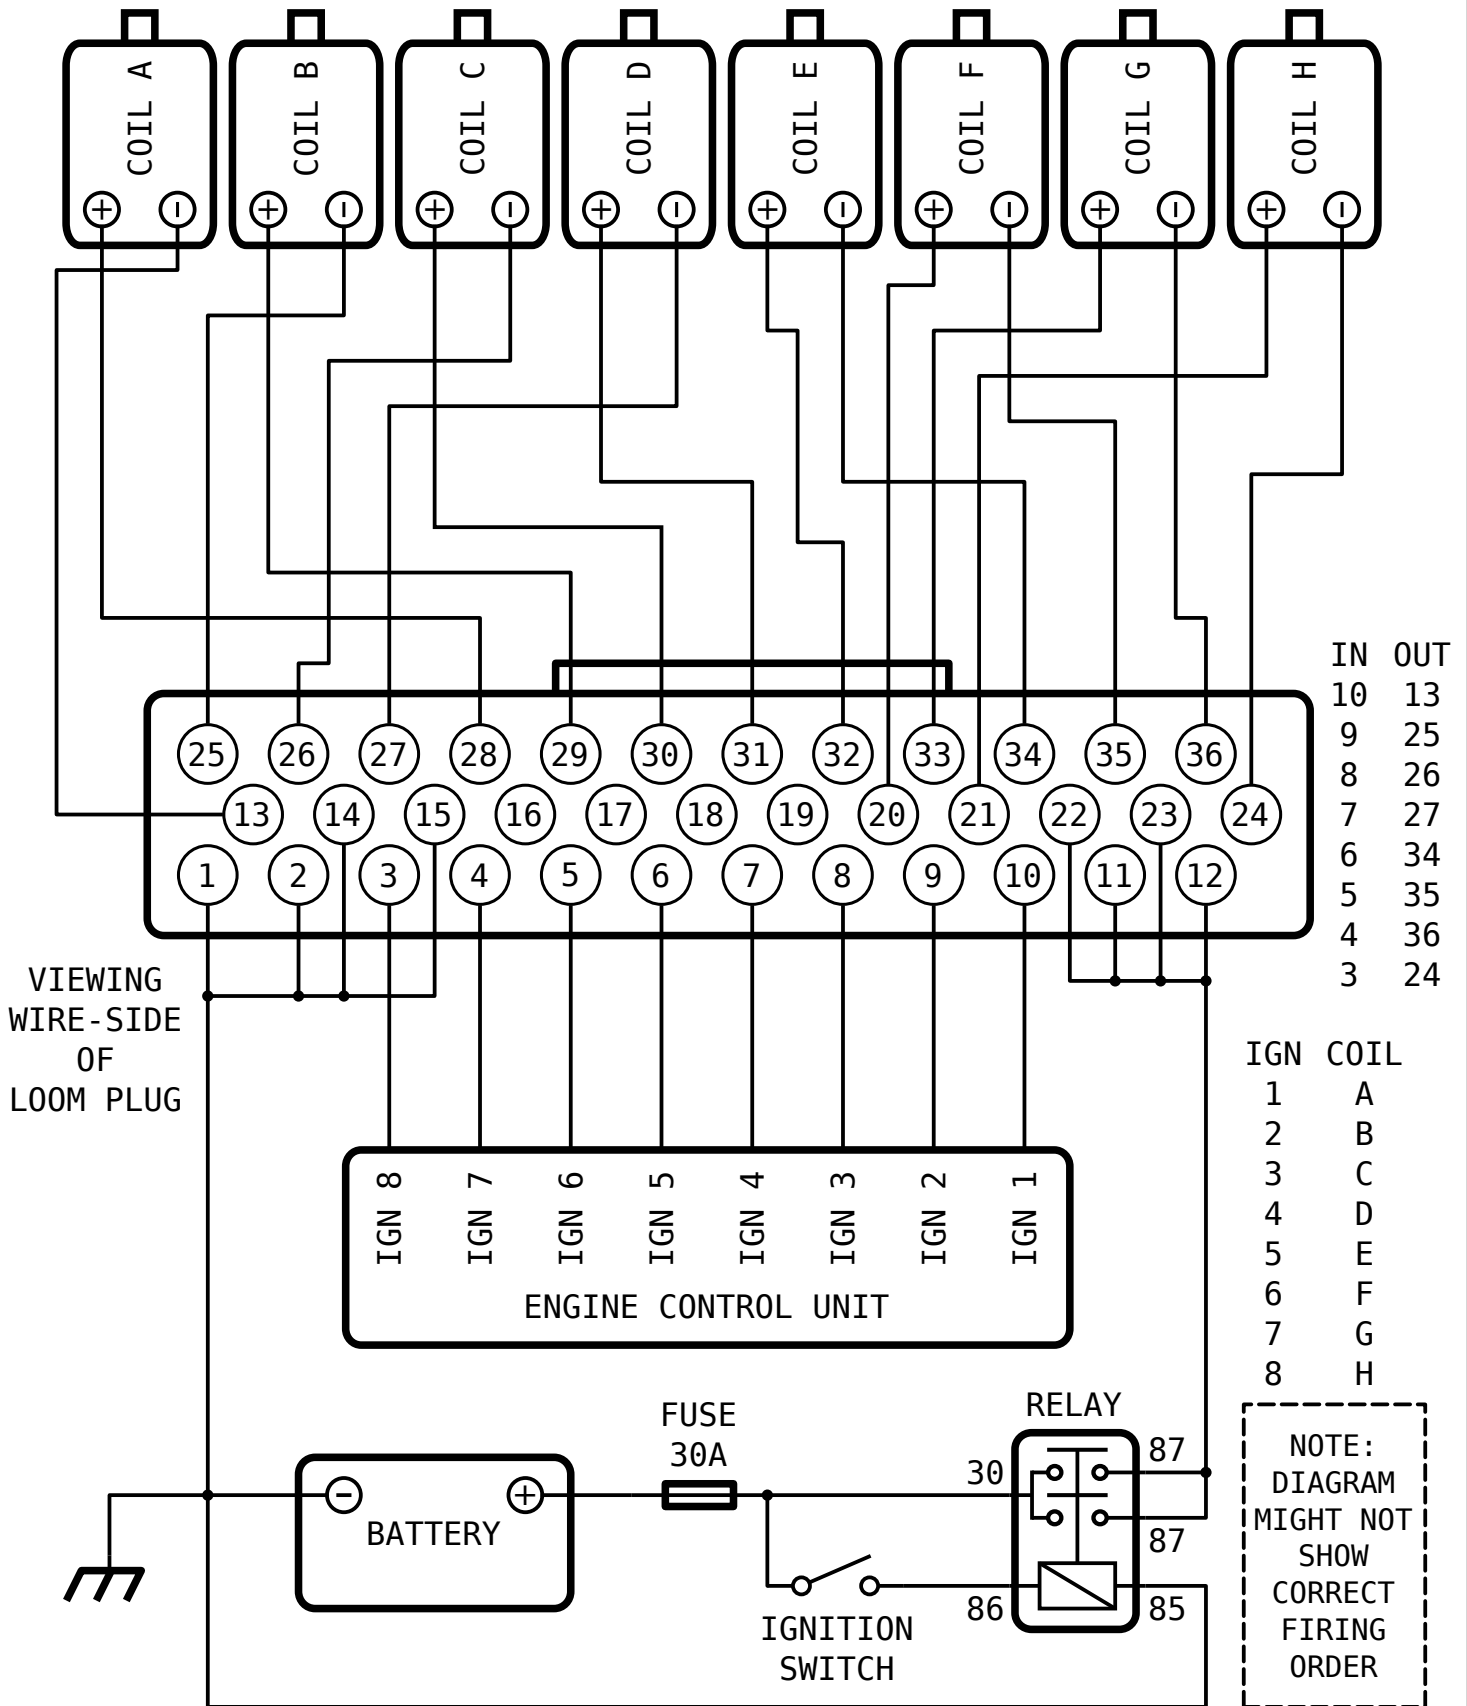 COIL A
COIL B
COIL C
COIL D
COIL E
COIL F
COIL G
COIL H
+ −
+ −
+ −
+ −
+ −
+ −
+ −
+ −
25 26 27 28 29 30 31 32 33 34 35 36
13 14 15 16 17 18 19 20 21 22 23 24
1 2 3 4 5 6 7 8 9 10 11 12
IN OUT
10 13
9 25
8 26
7 27
6 34
5 35
4 36
3 24
VIEWING
WIRE-SIDE
OF
LOOM PLUG
IGN COIL
1 A
2 B
3 C
4 D
5 E
6 F
7 G
8 H
IGN 8
IGN 7
IGN 6
IGN 5
IGN 4
IGN 3
IGN 2
IGN 1
ENGINE CONTROL UNIT
− +
BATTERY
FUSE
30A
IGNITION
SWITCH
RELAY
30
87
87
86
85
NOTE:
DIAGRAM
MIGHT NOT
SHOW
CORRECT
FIRING
ORDER